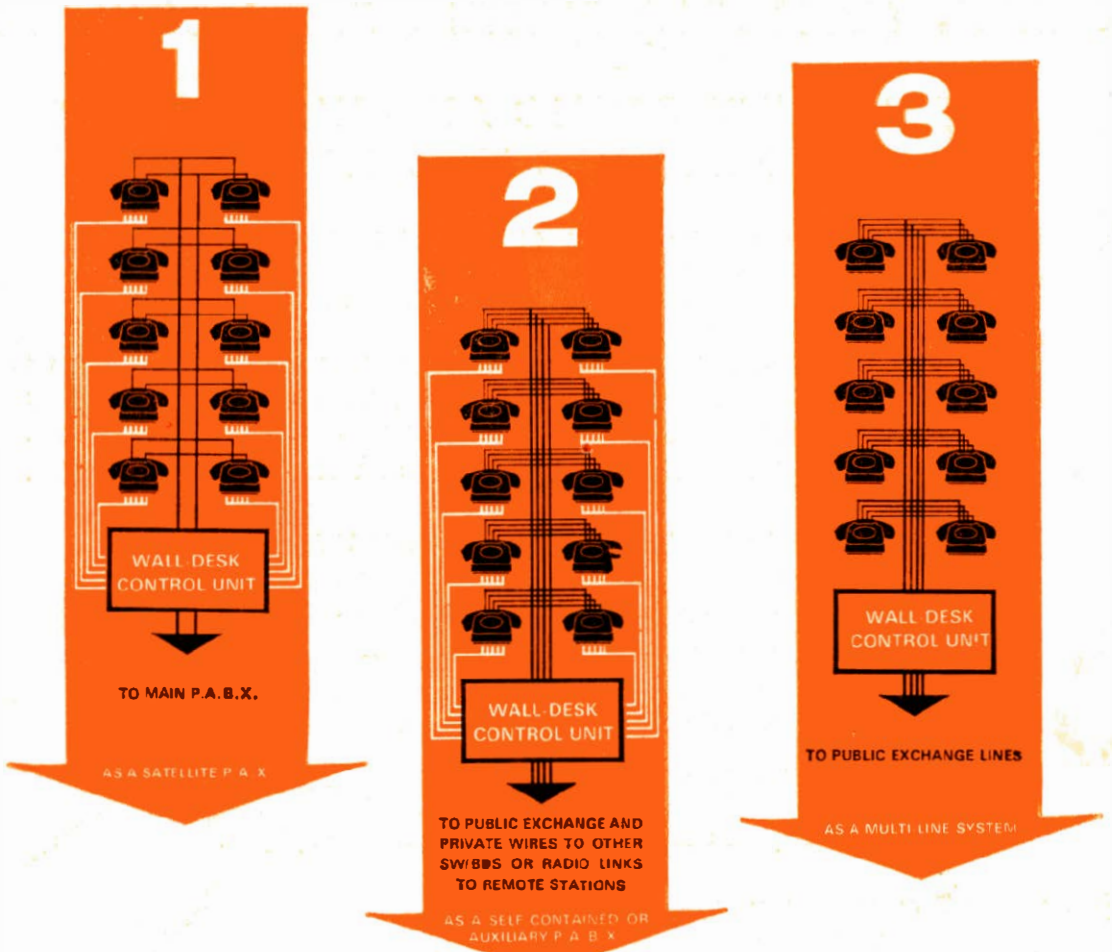 1
WALL-DESK
CONTROL UNIT
TO MAIN P.A.B.X.
AS A SATELLITE P.A.X
2
WALL-DESK
CONTROL UNIT
TO PUBLIC EXCHANGE AND
PRIVATE WIRES TO OTHER
SW/BDS OR RADIO LINKS
TO REMOTE STATIONS
AS A SELF CONTAINED OR
AUXILIARY P.A.B.X
3
WALL-DESK
CONTROL UNIT
TO PUBLIC EXCHANGE LINES
AS A MULTI LINE SYSTEM